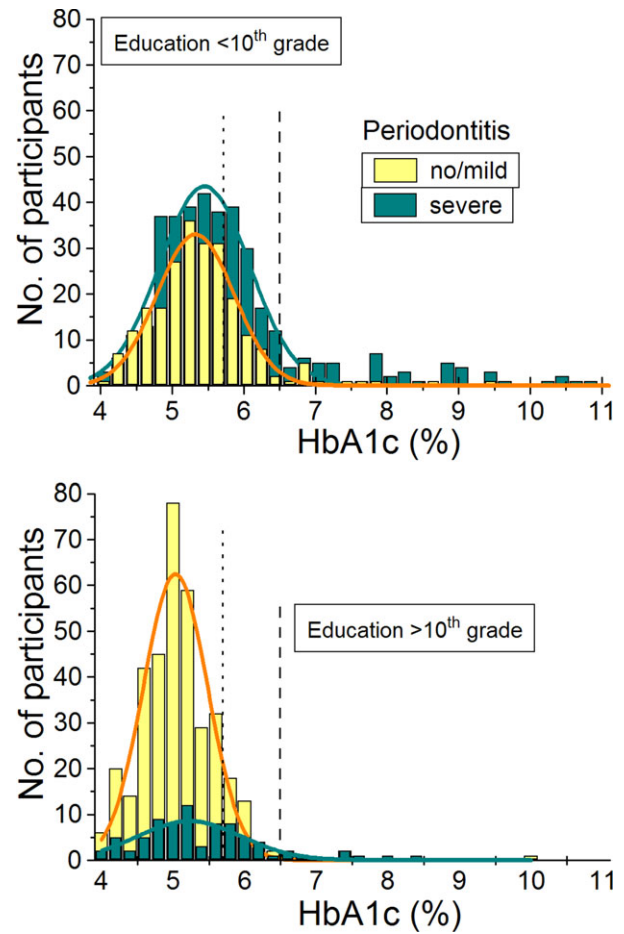 Education <10th grade
Periodontitis
no/mild
severe
No. of participants
80
70
60
50
40
30
20
10
0
4 5 6 7 8 9 10 11
HbA1c (%)
Education >10th grade
No. of participants
80
70
60
50
40
30
20
10
0
4 5 6 7 8 9 10 11
HbA1c (%)